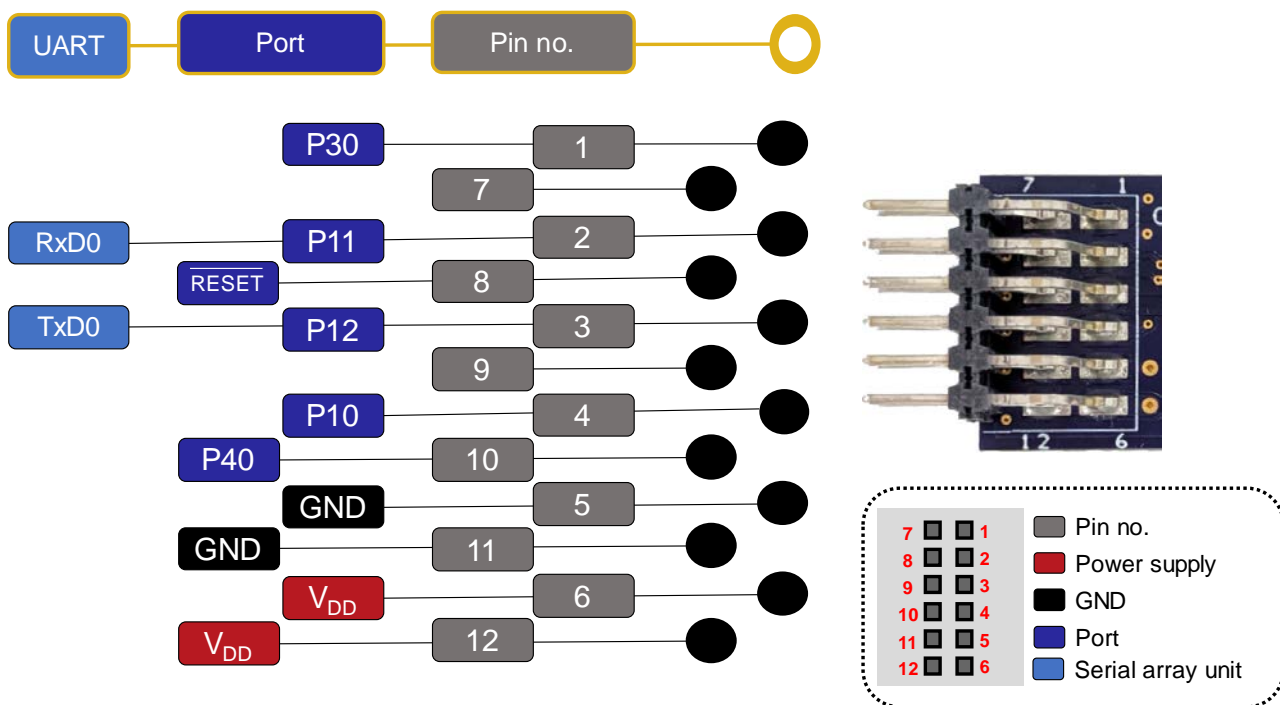 UART Port Pin no.
P30 1
7
RxD0 P11 2
RESET 8
TxD0 P12 3
9
P10 4
P40 10
GND 5
GND 11
VDD 6
VDD 12
7 1
12 6
7 1 Pin no.
8 2 Power supply
9 3 GND
10 4 Port
11 5 Serial array unit
12 6